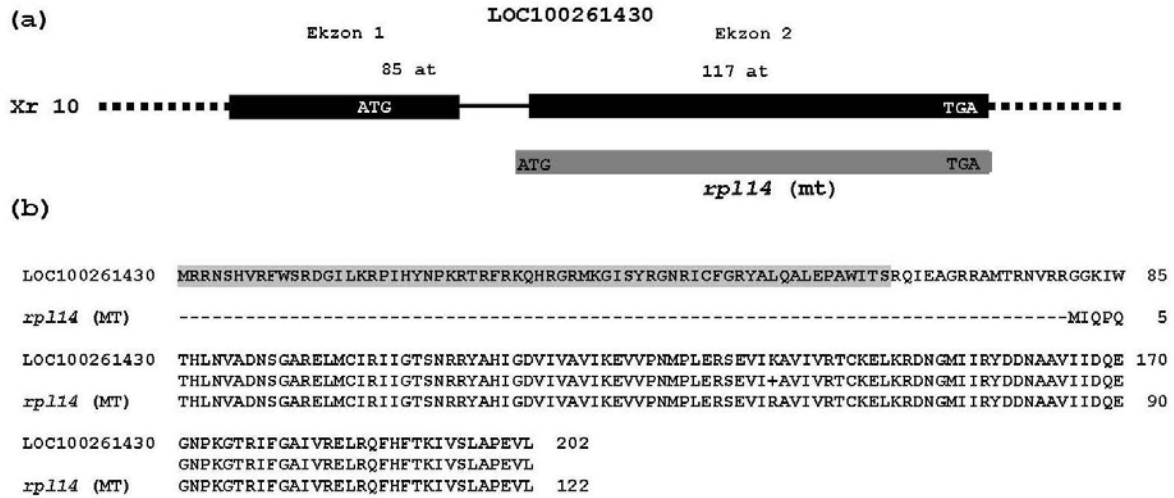 (a) LOC100261430
Ekzon 1 Ekzon 2
85 at 117 at
Xr 10 ATG TGA
ATG TGA
rpl14 (mt)
(b)
LOC100261430 MRRNSHVRFWSRDGILKRPIHYNPKRTRFRKQHRGRMKGISYRGNRICFGRYALQALEPAWITSRQIEAGRRAMTRNVRRGGKIW 85
rpl14 (MT) --------------------------------------------------------------------------------MIQPQ 5
LOC100261430 THLNVADNSGARELMCIRIIGTSNRRYAHIGDVIVAVIKEVVPNMPLERSEVIKAVIVRTCKELKRDNGMIIRYDDNAAVIIDQE 170
THLNVADNSGARELMCIRIIGTSNRRYAHIGDVIVAVIKEVVPNMPLERSEVI+AVIVRTCKELKRDNGMIIRYDDNAAVIIDQE
rpl14 (MT) THLNVADNSGARELMCIRIIGTSNRRYAHIGDVIVAVIKEVVPNMPLERSEVIRAVIVRTCKELKRDNGMIIRYDDNAAVIIDQE 90
LOC100261430 GNPKGTRIFGAIVRELRQFHFTKIVSLAPEVL 202
GNPKGTRIFGAIVRELRQFHFTKIVSLAPEVL
rpl14 (MT) GNPKGTRIFGAIVRELRQFHFTKIVSLAPEVL 122